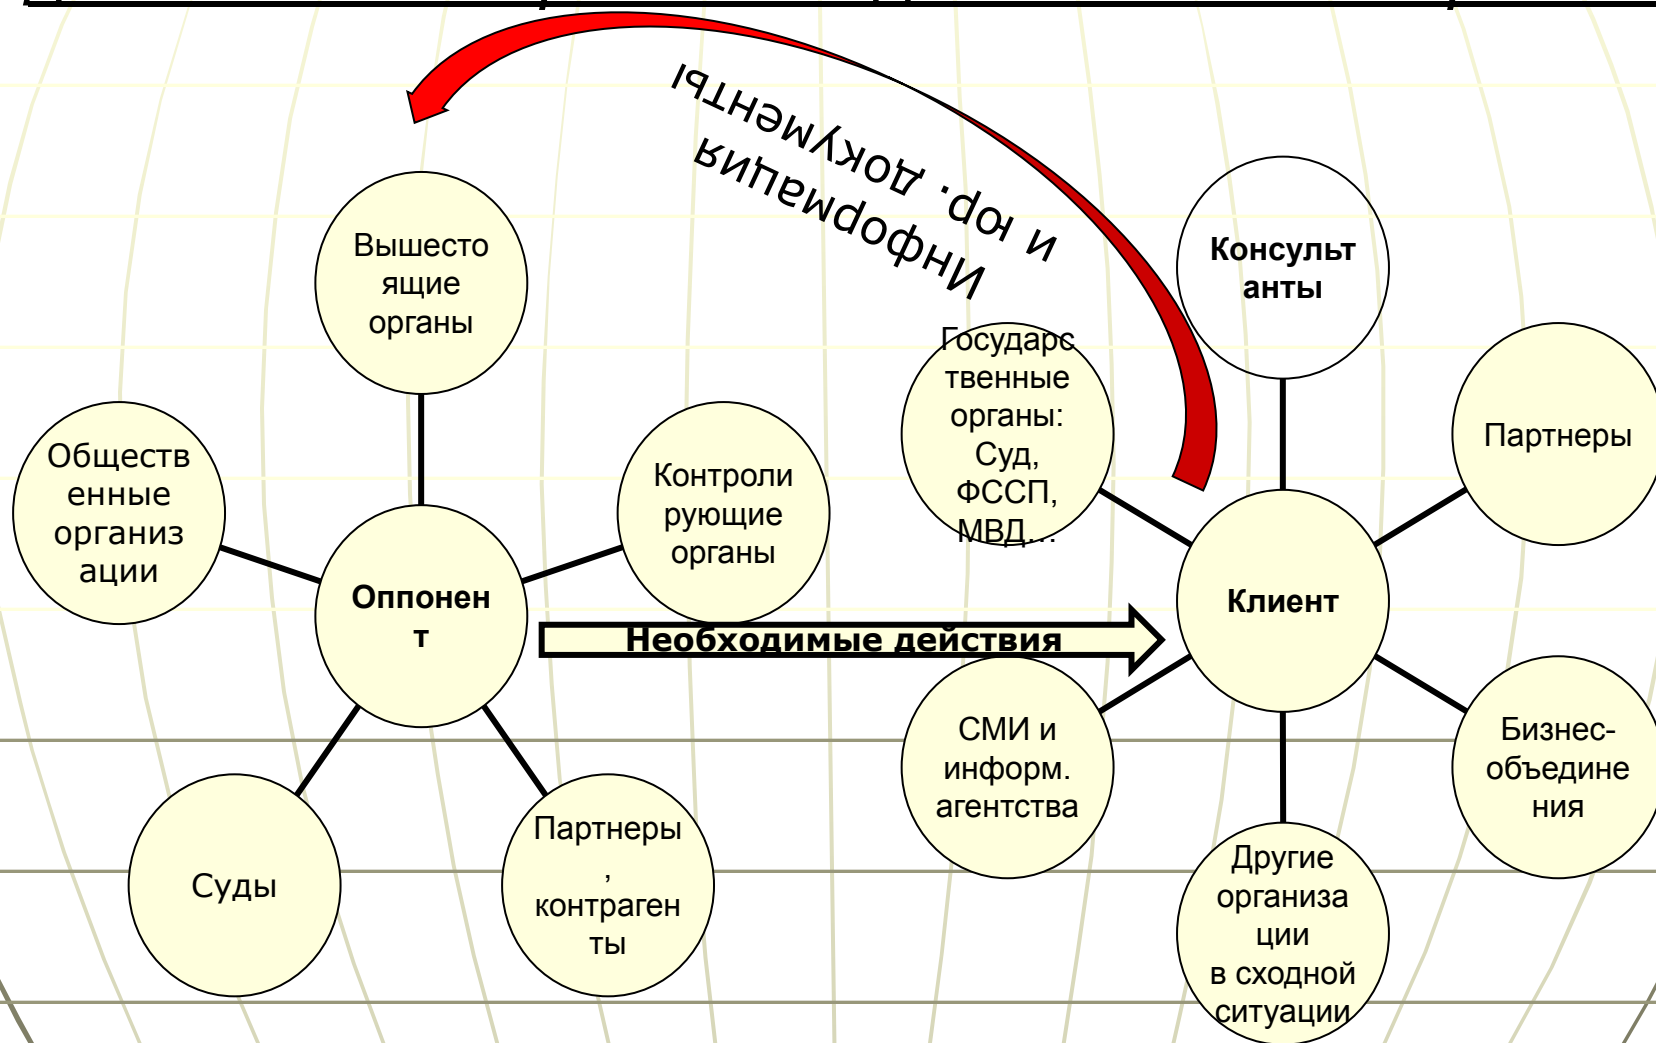 Информация
и юр. документы
Вышесто
ящие
органы
Консульт
анты
Государс
твенные
органы:
Суд,
ФССП,
МВД...
Партнеры
Обществ
енные
организ
ации
Контроли
рующие
органы
Оппонен
т
Клиент
Необходимые действия
СМИ и
информ.
агентства
Бизнес-
объедине
ния
Суды
Партнеры
,
контраген
ты
Другие
организа
ции
в сходной
ситуации